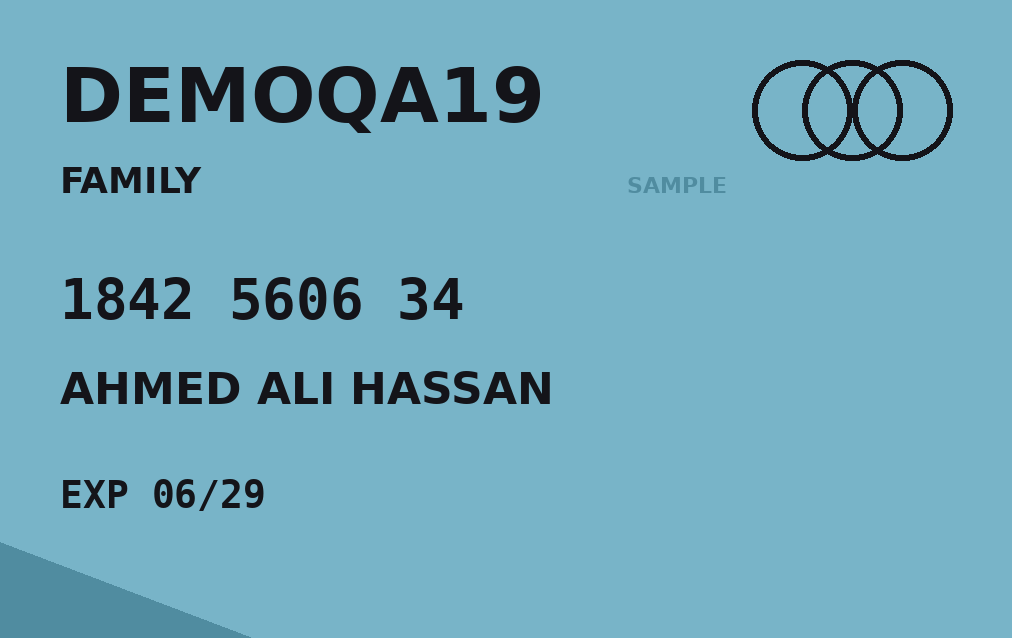 DEMOQA19
FAMILY
SAMPLE
1842 5606 34
AHMED ALI HASSAN
EXP 06/29